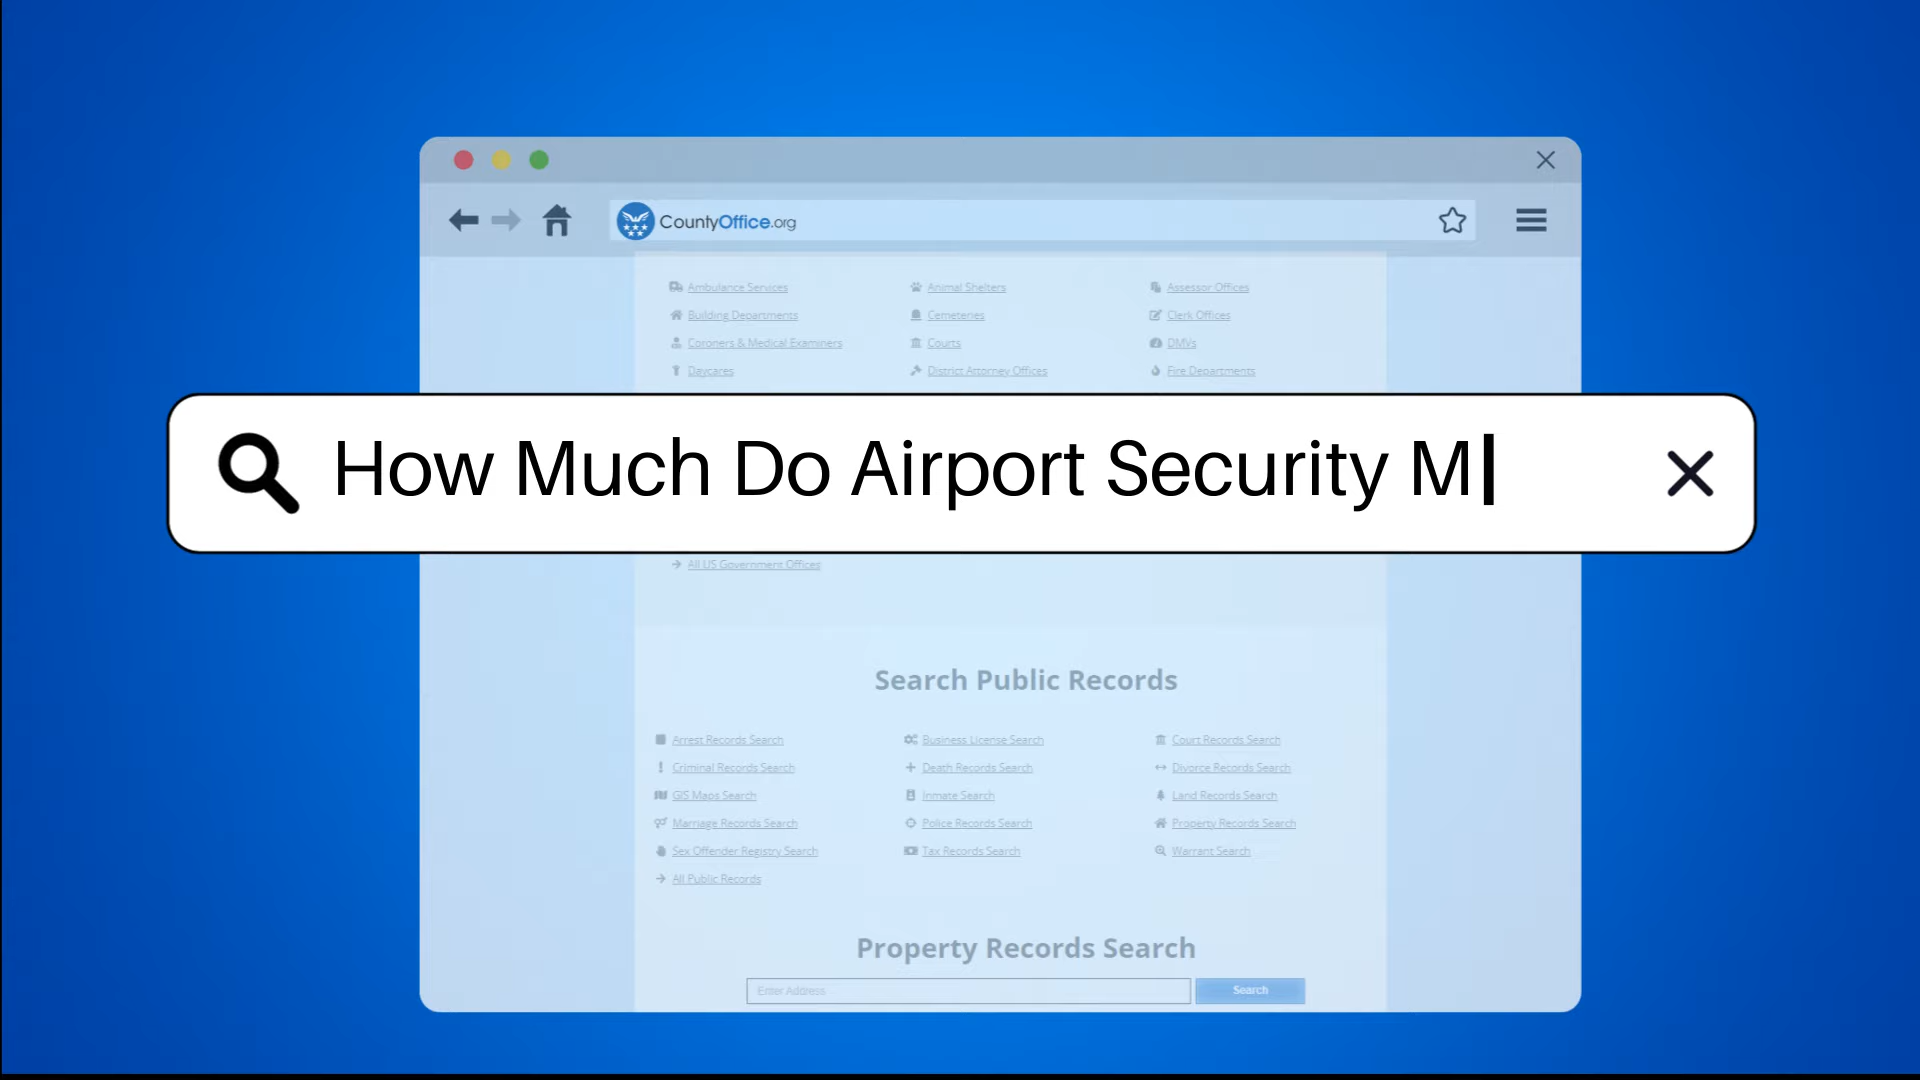 CountyOffice.org
Ambulance Services Animal Shelters Assessor Offices
Building Departments Cemeteries Clerk Offices
Coroners & Medical Examiners Courts DMVs
Daycares District Attorney Offices Fire Departments
How Much Do Airport Security M
All US Government Offices
Search Public Records
Arrest Records Search Business License Search Court Records Search
Criminal Records Search Death Records Search Divorce Records Search
GIS Maps Search Inmate Search Land Records Search
Marriage Records Search Police Records Search Property Records Search
Sex Offender Registry Search Tax Records Search Warrant Search
All Public Records
Property Records Search
Enter Address Search